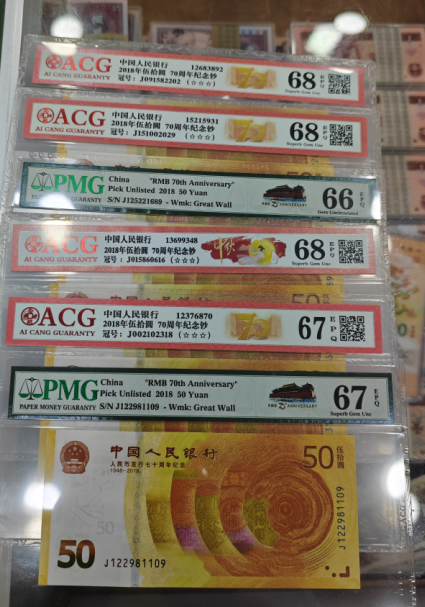 ACG
AI CANG GUARANTY
中国人民银行 12683892
2018年伍拾圆 70周年纪念钞
冠号：J091582202 (☆☆☆)
70
68 EPQ
Superb Gem Unc
ACG
AI CANG GUARANTY
中国人民银行 15215931
2018年伍拾圆 70周年纪念钞
冠号：J151002029 (☆☆☆)
70
68 EPQ
Superb Gem Unc
PMG
PAPER MONEY GUARANTY
China "RMB 70th Anniversary"
Pick Unlisted 2018 50 Yuan
S/N J125221689 - Wmk: Great Wall
66 EPQ
Gem Uncirculated
ACG
AI CANG GUARANTY
中国人民银行 13699348
2018年伍拾圆 70周年纪念钞
冠号：J015860616 (☆☆☆)
68 EPQ
Superb Gem Unc
50
ACG
AI CANG GUARANTY
中国人民银行 12376870
2018年伍拾圆 70周年纪念钞
冠号：J002102318 (☆☆☆)
70
67 EPQ
PMG
PAPER MONEY GUARANTY
China "RMB 70th Anniversary"
Pick Unlisted 2018 50 Yuan
S/N J122981109 - Wmk: Great Wall
67 EPQ
Superb Gem Unc
中国人民银行
人民币发行七十周年纪念
1948-2018
50 伍拾圆
J122981109
50
50 J122981109